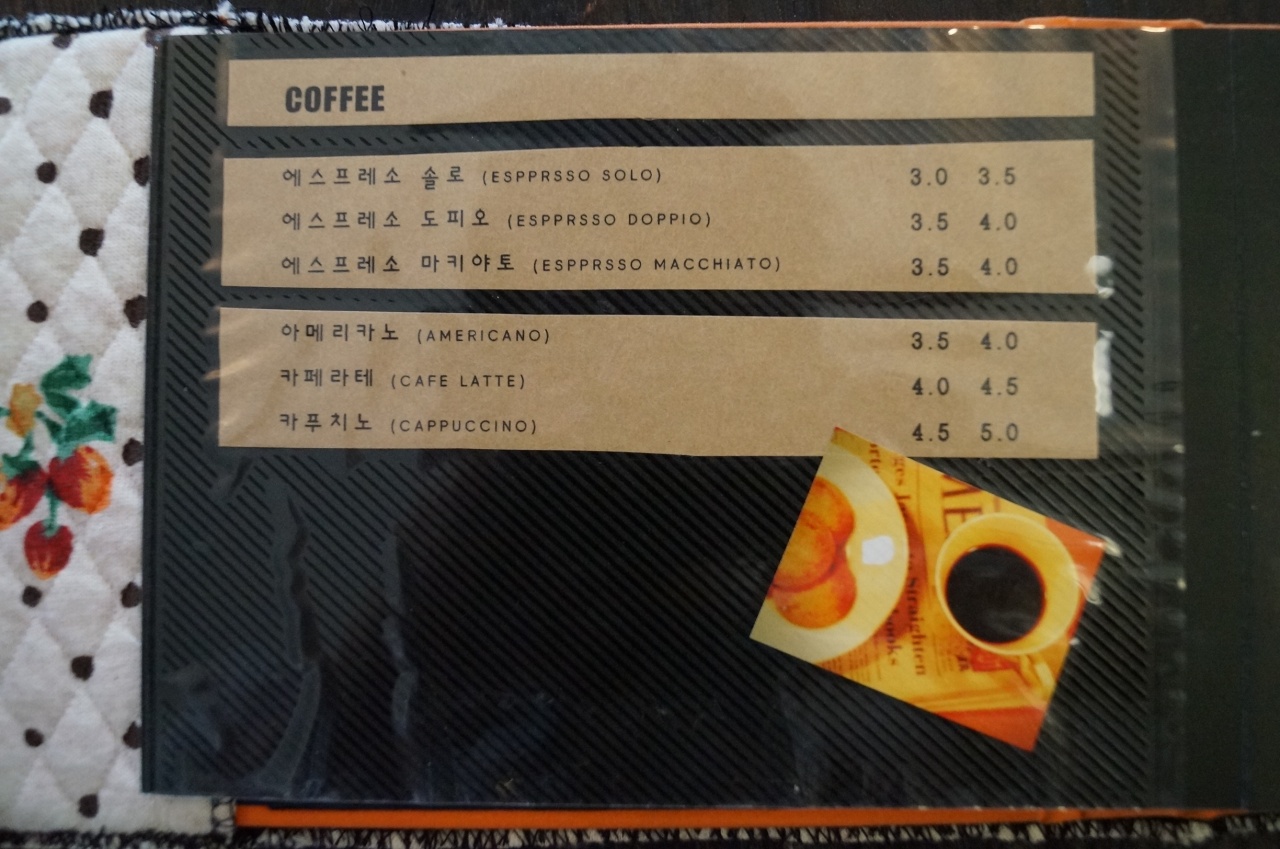 COFFEE
에스프레소 솔로 (ESPPRSSO SOLO) 3.0 3.5
에스프레소 도피오 (ESPPRSSO DOPPIO) 3.5 4.0
에스프레소 마키야토 (ESPPRSSO MACCHIATO) 3.5 4.0
아메리카노 (AMERICANO) 3.5 4.0
카페라테 (CAFE LATTE) 4.0 4.5
카푸치노 (CAPPUCCINO) 4.5 5.0
Straighten
ooks